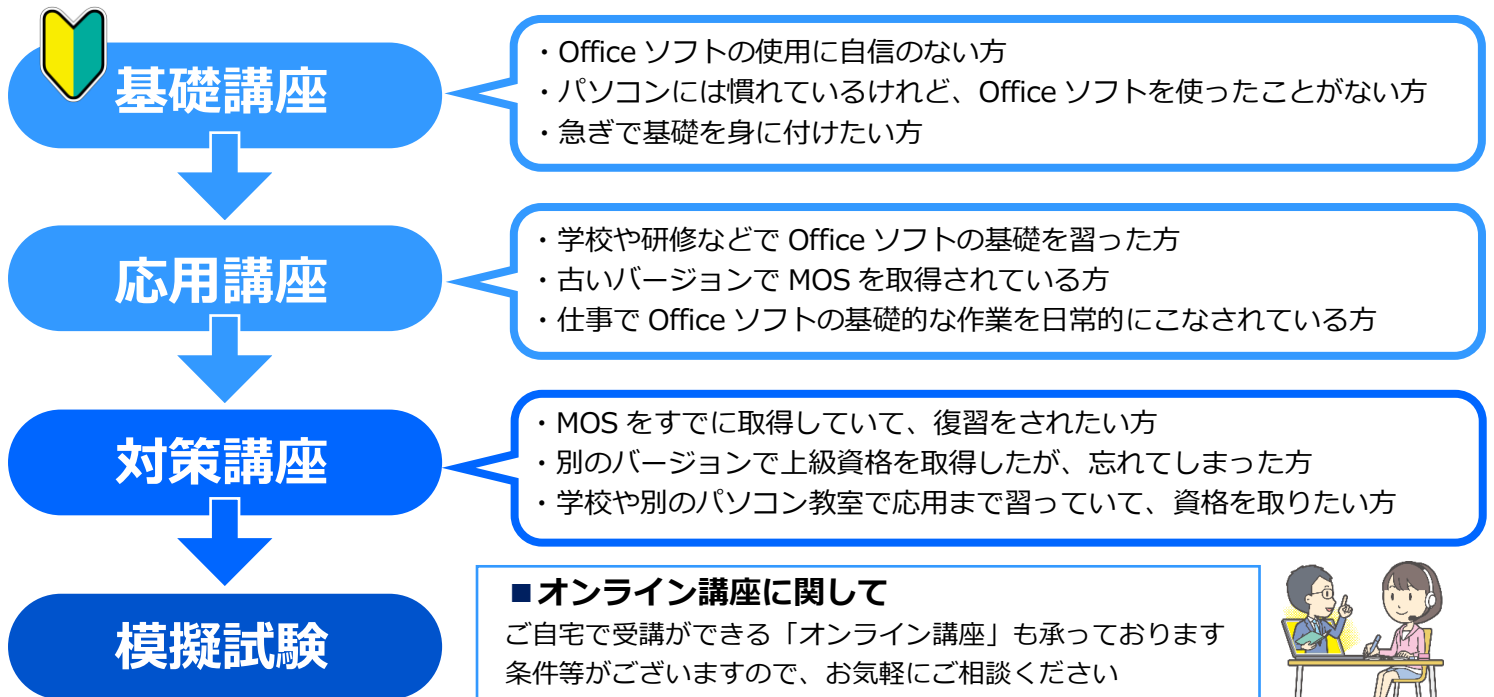 基礎講座
・Office ソフトの使用に自信のない方
・パソコンには慣れているけれど、Office ソフトを使ったことがない方
・急ぎで基礎を身に付けたい方
応用講座
・学校や研修などで Office ソフトの基礎を習った方
・古いバージョンで MOS を取得されている方
・仕事で Office ソフトの基礎的な作業を日常的にこなされている方
対策講座
・MOS をすでに取得していて、復習をされたい方
・別のバージョンで上級資格を取得したが、忘れてしまった方
・学校や別のパソコン教室で応用まで習っていて、資格を取りたい方
模擬試験
■オンライン講座に関して
ご自宅で受講ができる「オンライン講座」も承っております
条件等がございますので、お気軽にご相談ください